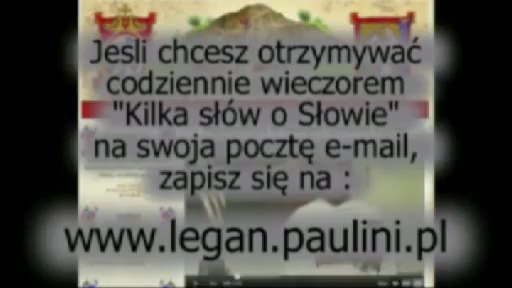 Jesli chcesz otrzymywać
codziennie wieczorem
"Kilka słów o Słowie"
na swoja pocztę e-mail,
zapisz się na :
www.legan.paulini.pl